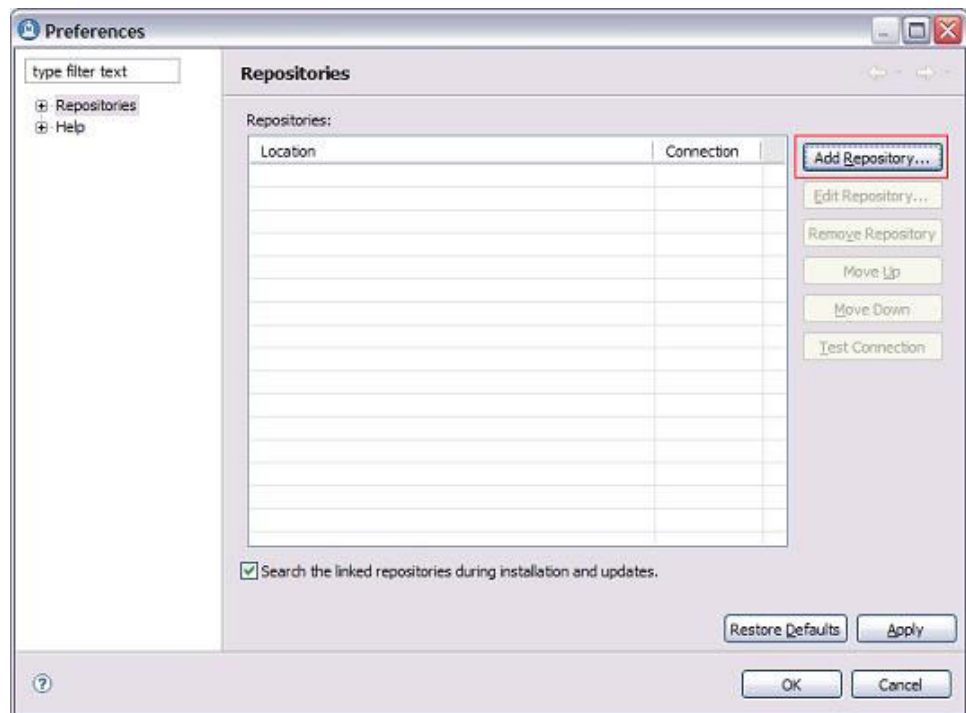 Preferences
type filter text
Repositories
Help
Repositories
Repositories:
Location Connection
Add Repository...
Edit Repository...
Remove Repository
Move Up
Move Down
Test Connection
Search the linked repositories during installation and updates.
Restore Defaults Apply
? OK Cancel